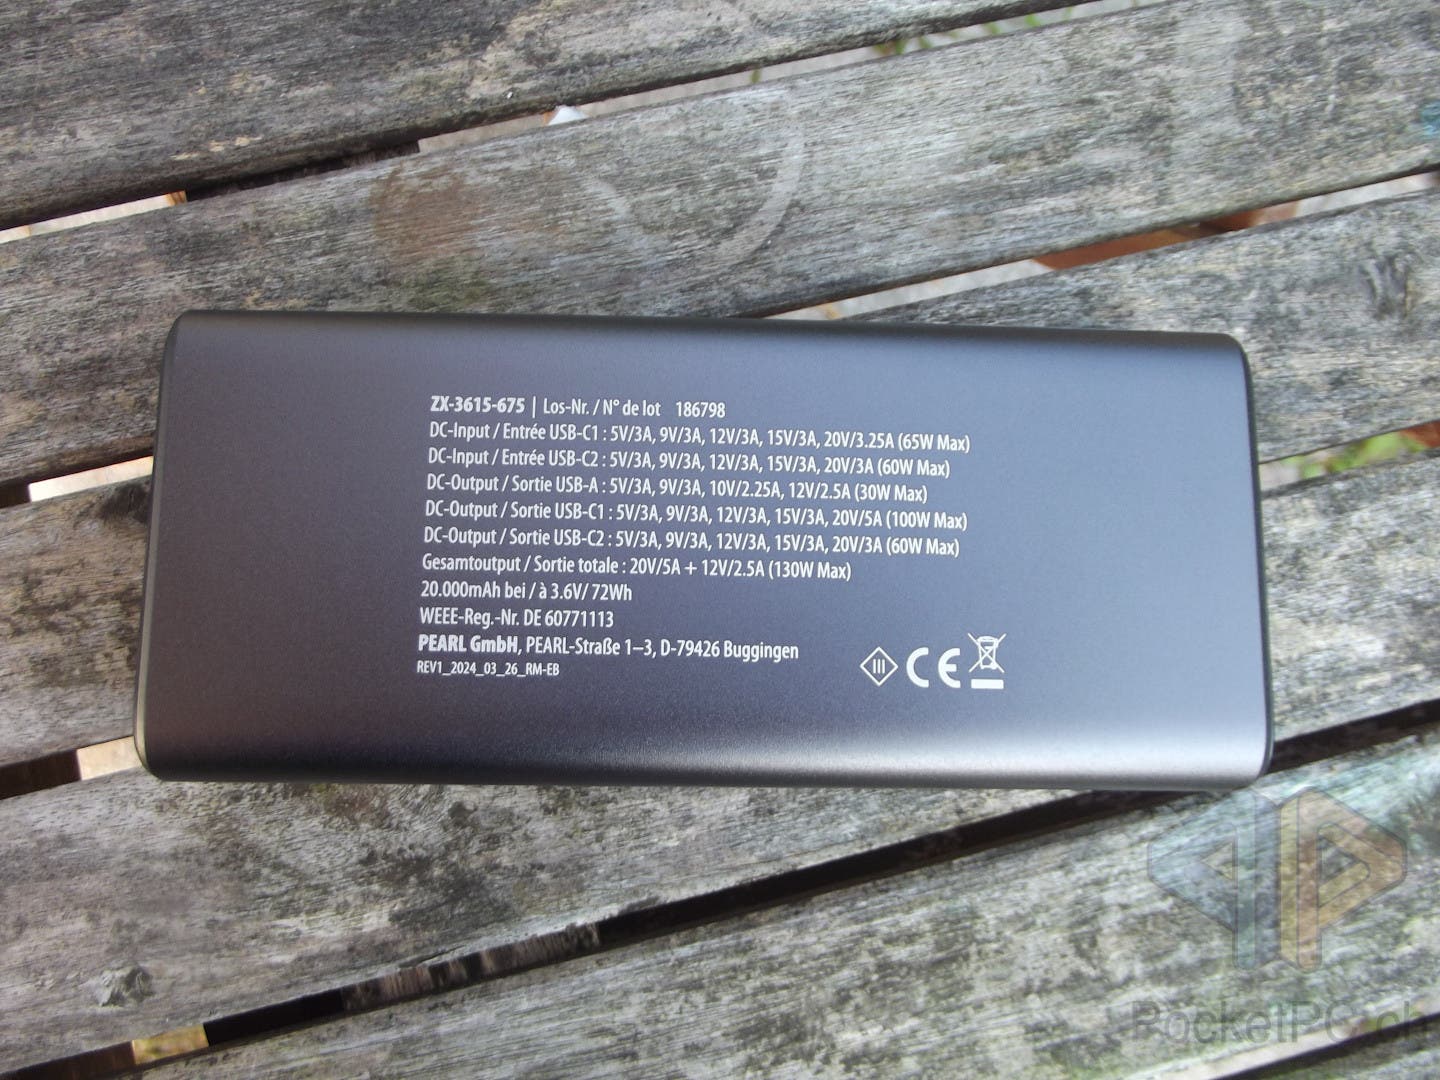 ZX-3615-675 | Los-Nr. / N° de lot 186798
DC-Input / Entrée USB-C1 : 5V/3A, 9V/3A, 12V/3A, 15V/3A, 20V/3.25A (65W Max)
DC-Input / Entrée USB-C2 : 5V/3A, 9V/3A, 12V/3A, 15V/3A, 20V/3A (60W Max)
DC-Output / Sortie USB-A : 5V/3A, 9V/3A, 10V/2.25A, 12V/2.5A (30W Max)
DC-Output / Sortie USB-C1 : 5V/3A, 9V/3A, 12V/3A, 15V/3A, 20V/5A (100W Max)
DC-Output / Sortie USB-C2 : 5V/3A, 9V/3A, 12V/3A, 15V/3A, 20V/3A (60W Max)
Gesamtoutput / Sortie totale : 20V/5A + 12V/2.5A (130W Max)
20.000mAh bei / à 3.6V/ 72Wh
WEEE-Reg.-Nr. DE 60771113
PEARL GmbH, PEARL-Straße 1–3, D-79426 Buggingen
REV1_2024_03_26_RM-EB
III CE
PocketPC.ch